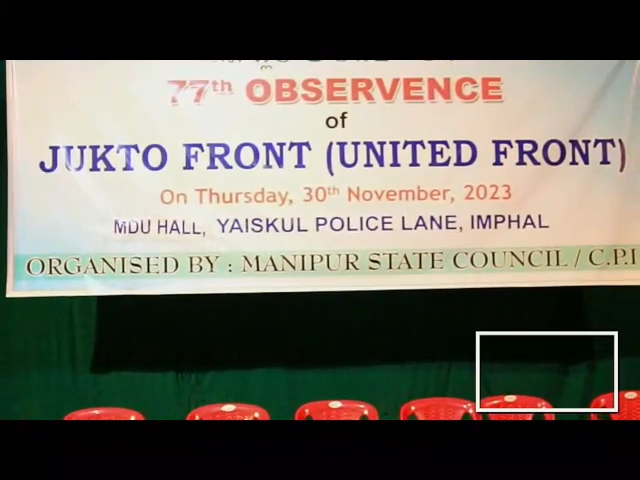 77th OBSERVENCE
of
JUKTO FRONT (UNITED FRONT)
On Thursday, 30th November, 2023
MDU HALL, YAISKUL POLICE LANE, IMPHAL
ORGANISED BY : MANIPUR STATE COUNCIL / C.P.I